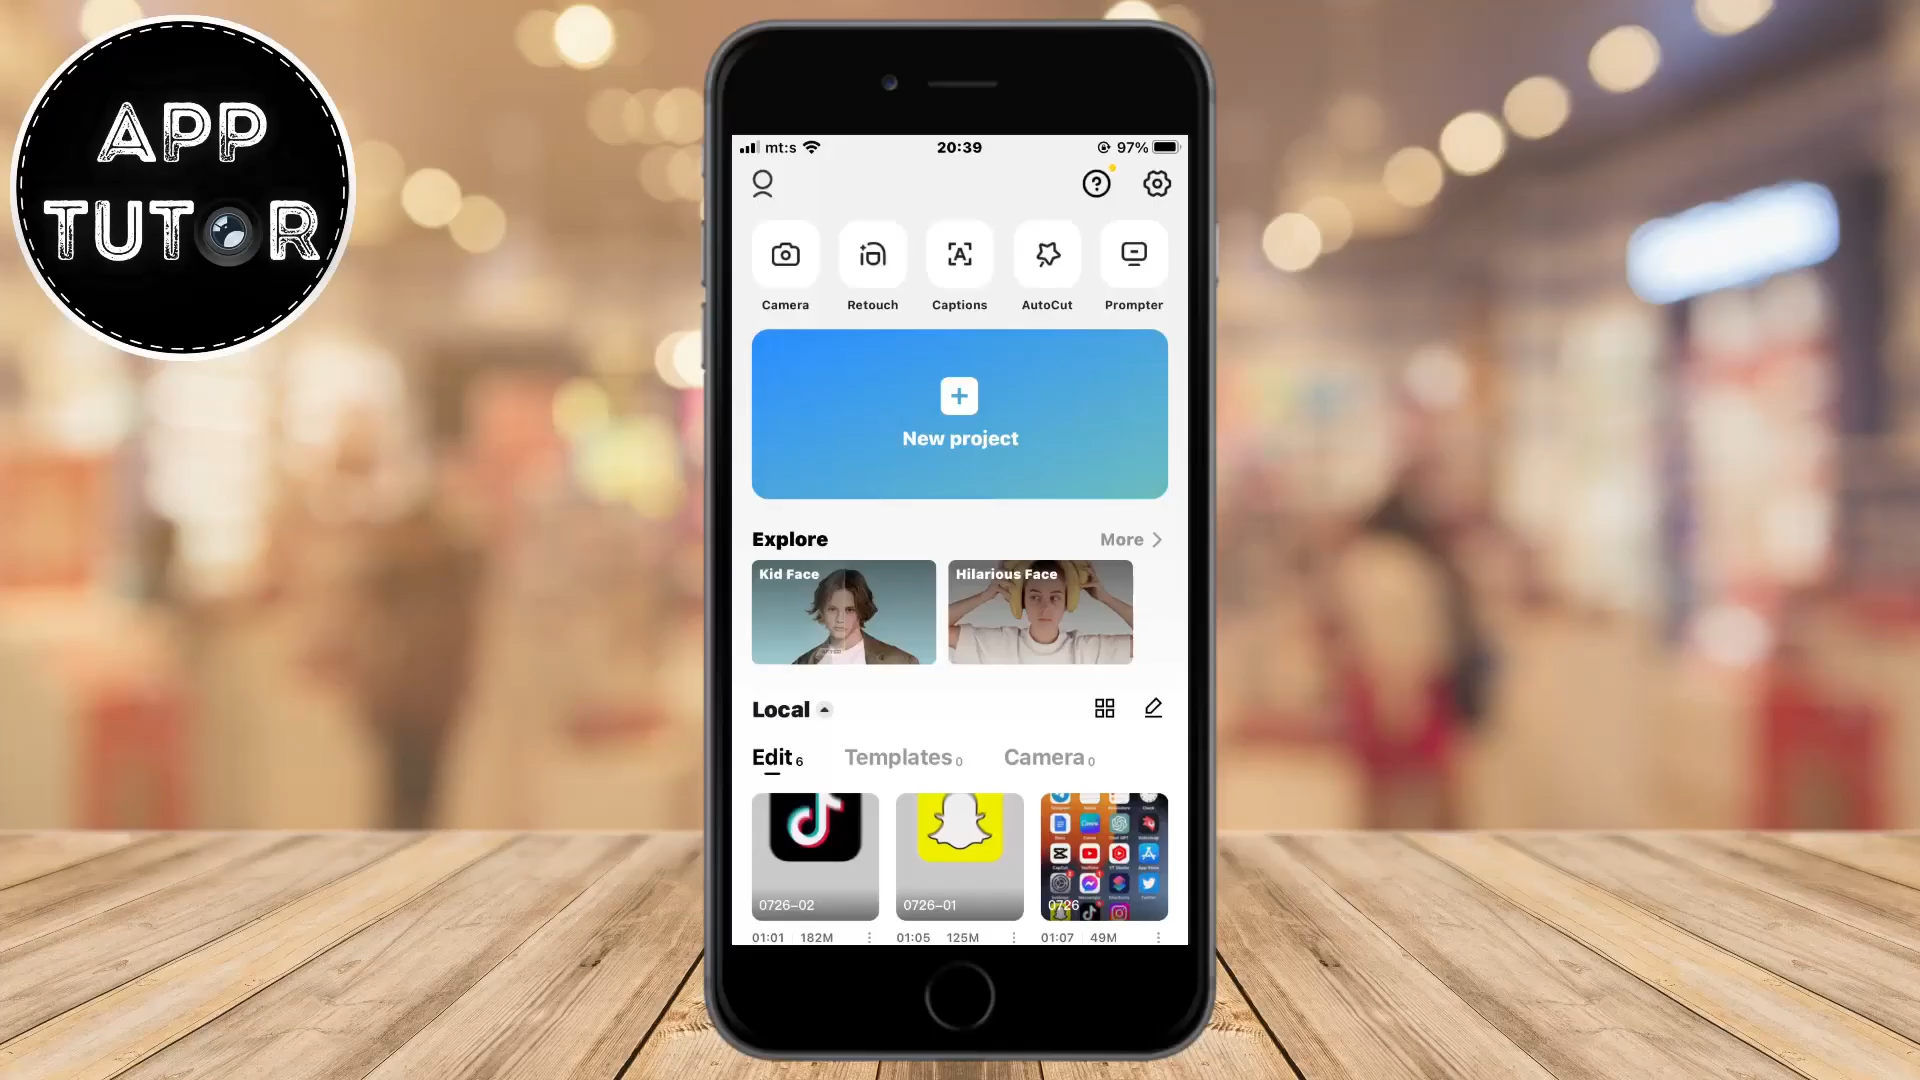 APP
TUTOR
mt:s
20:39
97%
Camera
Retouch
Captions
AutoCut
Prompter
New project
Explore
More
Kid Face
Hilarious Face
Local
Edit 6
Templates 0
Camera 0
0726-02
0726-01
0726
01:01 182M
01:05 125M
01:07 49M